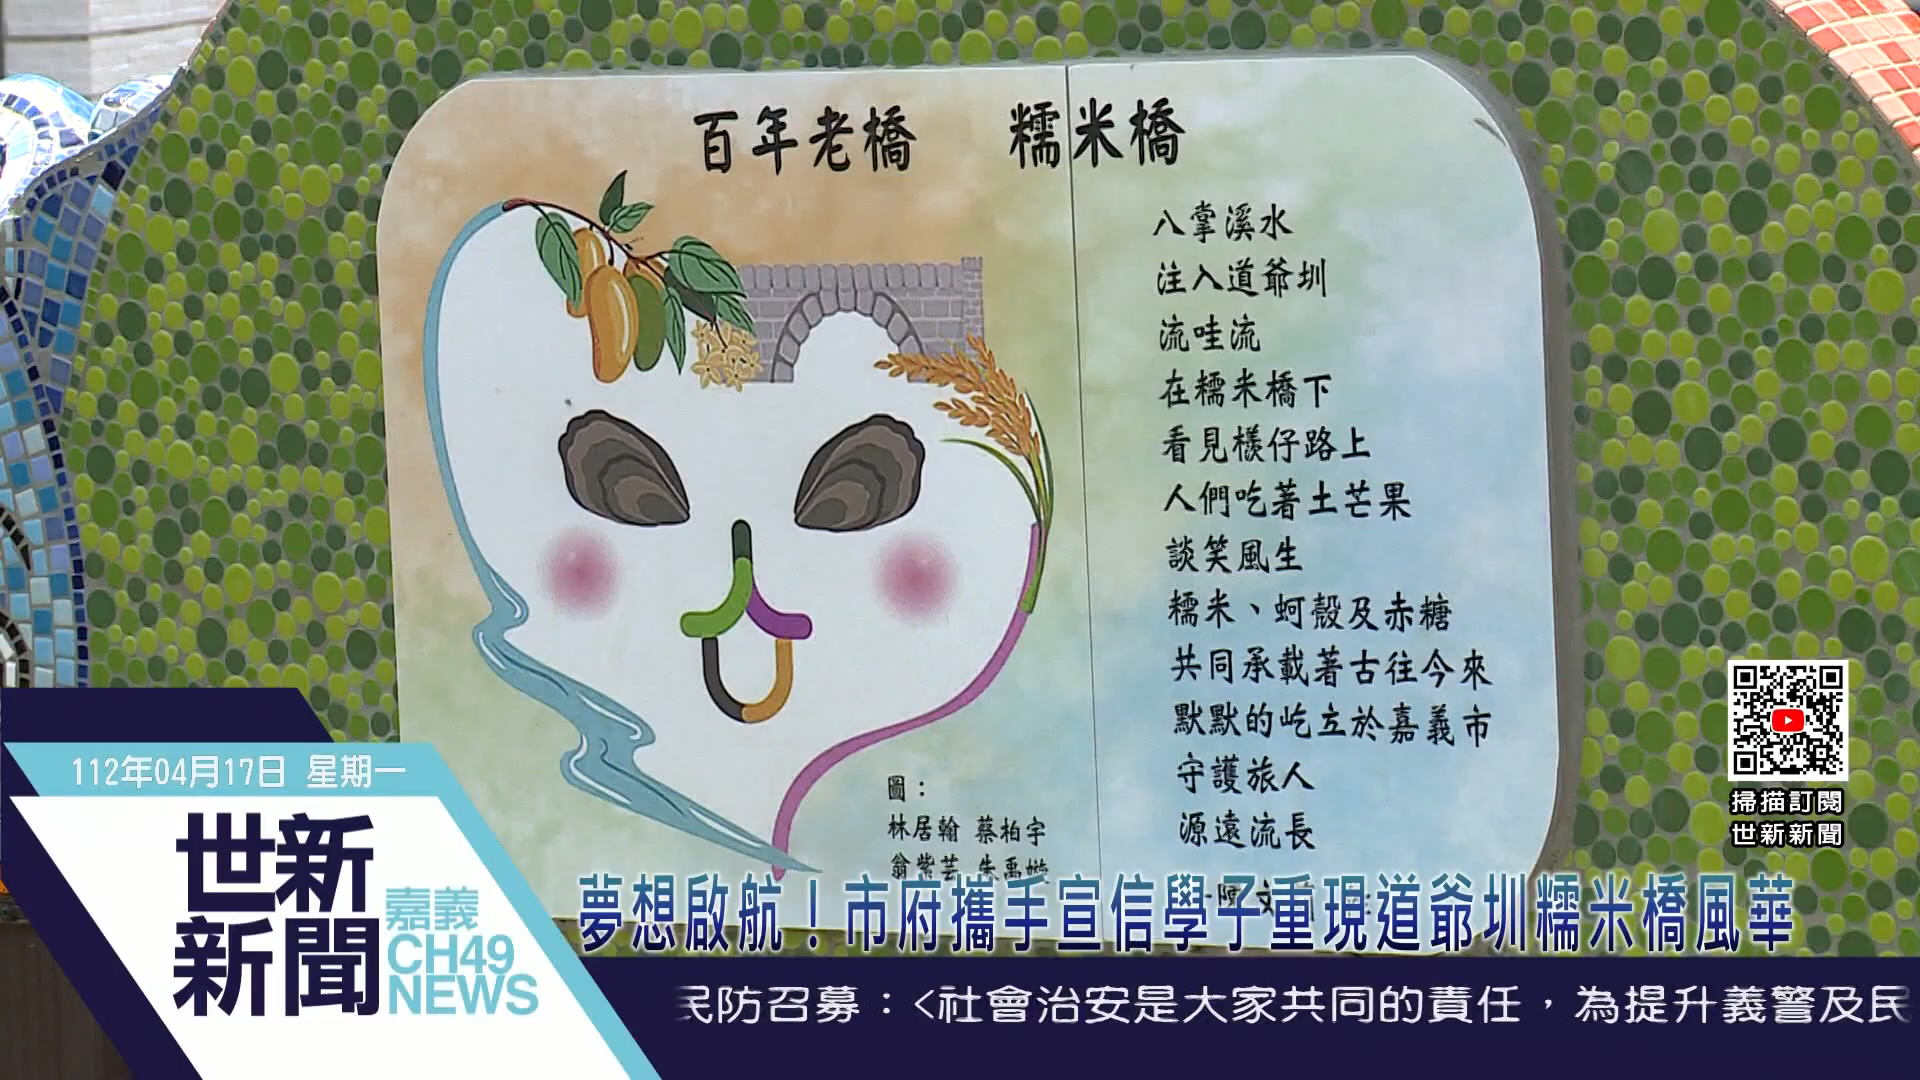 百年老橋 糯米橋
八掌溪水
注入道爺圳
流哇流
在糯米橋下
看見檨仔路上
人們吃著土芒果
談笑風生
糯米、蚵殼及赤糖
共同承載著古往今來
默默的屹立於嘉義市
守護旅人
源遠流長
圖：
林居翰 蔡柏宇
翁紫芸 朱禹
掃描訂閱
世新新聞
112年04月17日 星期一
世新
新聞
嘉義
CH49
NEWS
夢想啟航！市府攜手宣信學子重現道爺圳糯米橋風華
民防召募：<社會治安是大家共同的責任，為提升義警及民